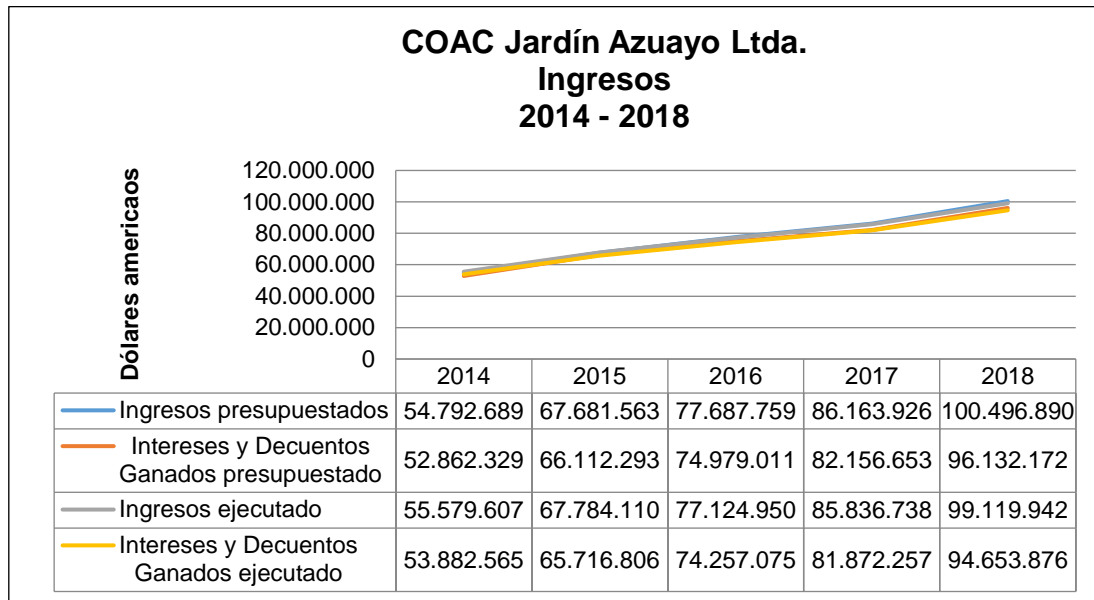 COAC Jardín Azuayo Ltda.
Ingresos
2014 - 2018
Dólares americaos
120.000.000
100.000.000
80.000.000
60.000.000
40.000.000
20.000.000
0
2014 2015 2016 2017 2018
Ingresos presupuestados 54.792.689 67.681.563 77.687.759 86.163.926 100.496.890
Intereses y Decuentos
Ganados presupuestado 52.862.329 66.112.293 74.979.011 82.156.653 96.132.172
Ingresos ejecutado 55.579.607 67.784.110 77.124.950 85.836.738 99.119.942
Intereses y Decuentos
Ganados ejecutado 53.882.565 65.716.806 74.257.075 81.872.257 94.653.876